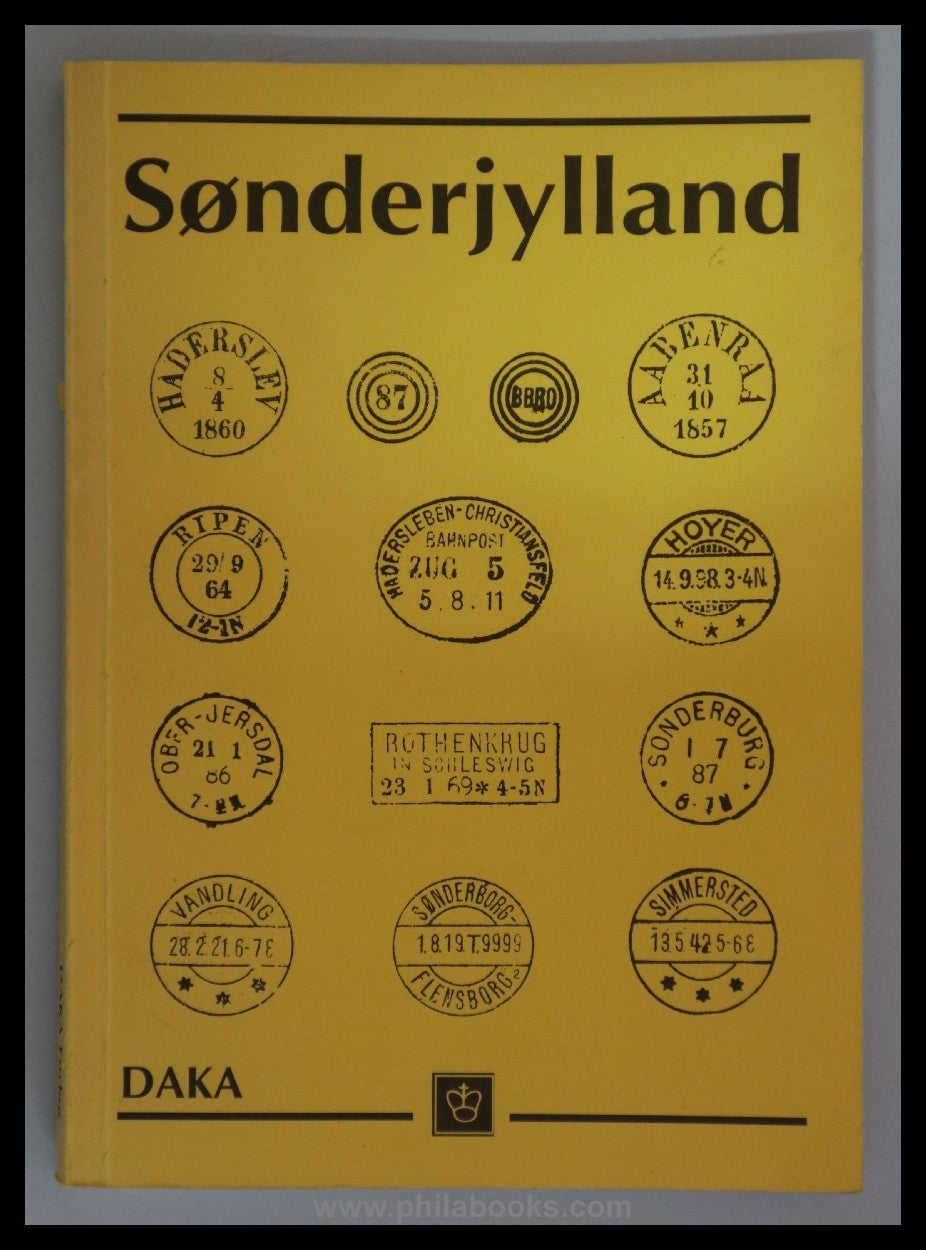 Sønderjylland
HADERSLEV
8
4
1860
87
AABENRAA
31
10
1857
RIPEN
29/ 9
64
12-1N
HADERSLEBEN-CHRISTIANSFELD
BAHNPOST
ZUG 5
5.8.11
HOYER
14.9.98.3-4N.
OBER-JERSDAL
21 1
86
ROTHENKRUG
IN SCHLESWIG
23 1 69* 4-5N
SONDERBURG
1 7
87
VANDLING
28.2.21.6-7E
SØNDERBORG-
1.8.19.T.9999
FLENSBORG.2
SIMMERSTED
13.5 42 5-6E
DAKA
www.philabooks.com